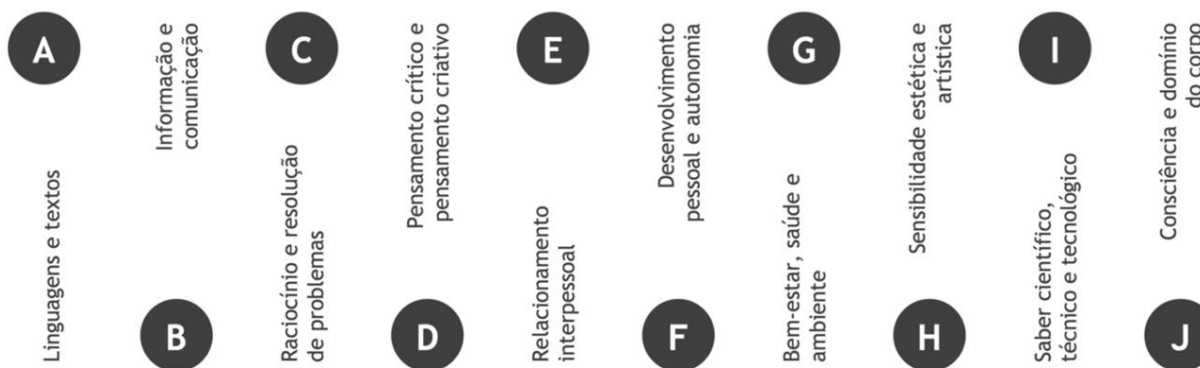 A
Linguagens e textos
B
Informação e
comunicação
C
Raciocínio e resolução
de problemas
D
Pensamento crítico e
pensamento criativo
E
Relacionamento
interpessoal
F
Desenvolvimento
pessoal e autonomia
G
Bem-estar, saúde e
ambiente
H
Sensibilidade estética e
artística
I
Saber científico,
técnico e tecnológico
J
Consciência e domínio
do corpo